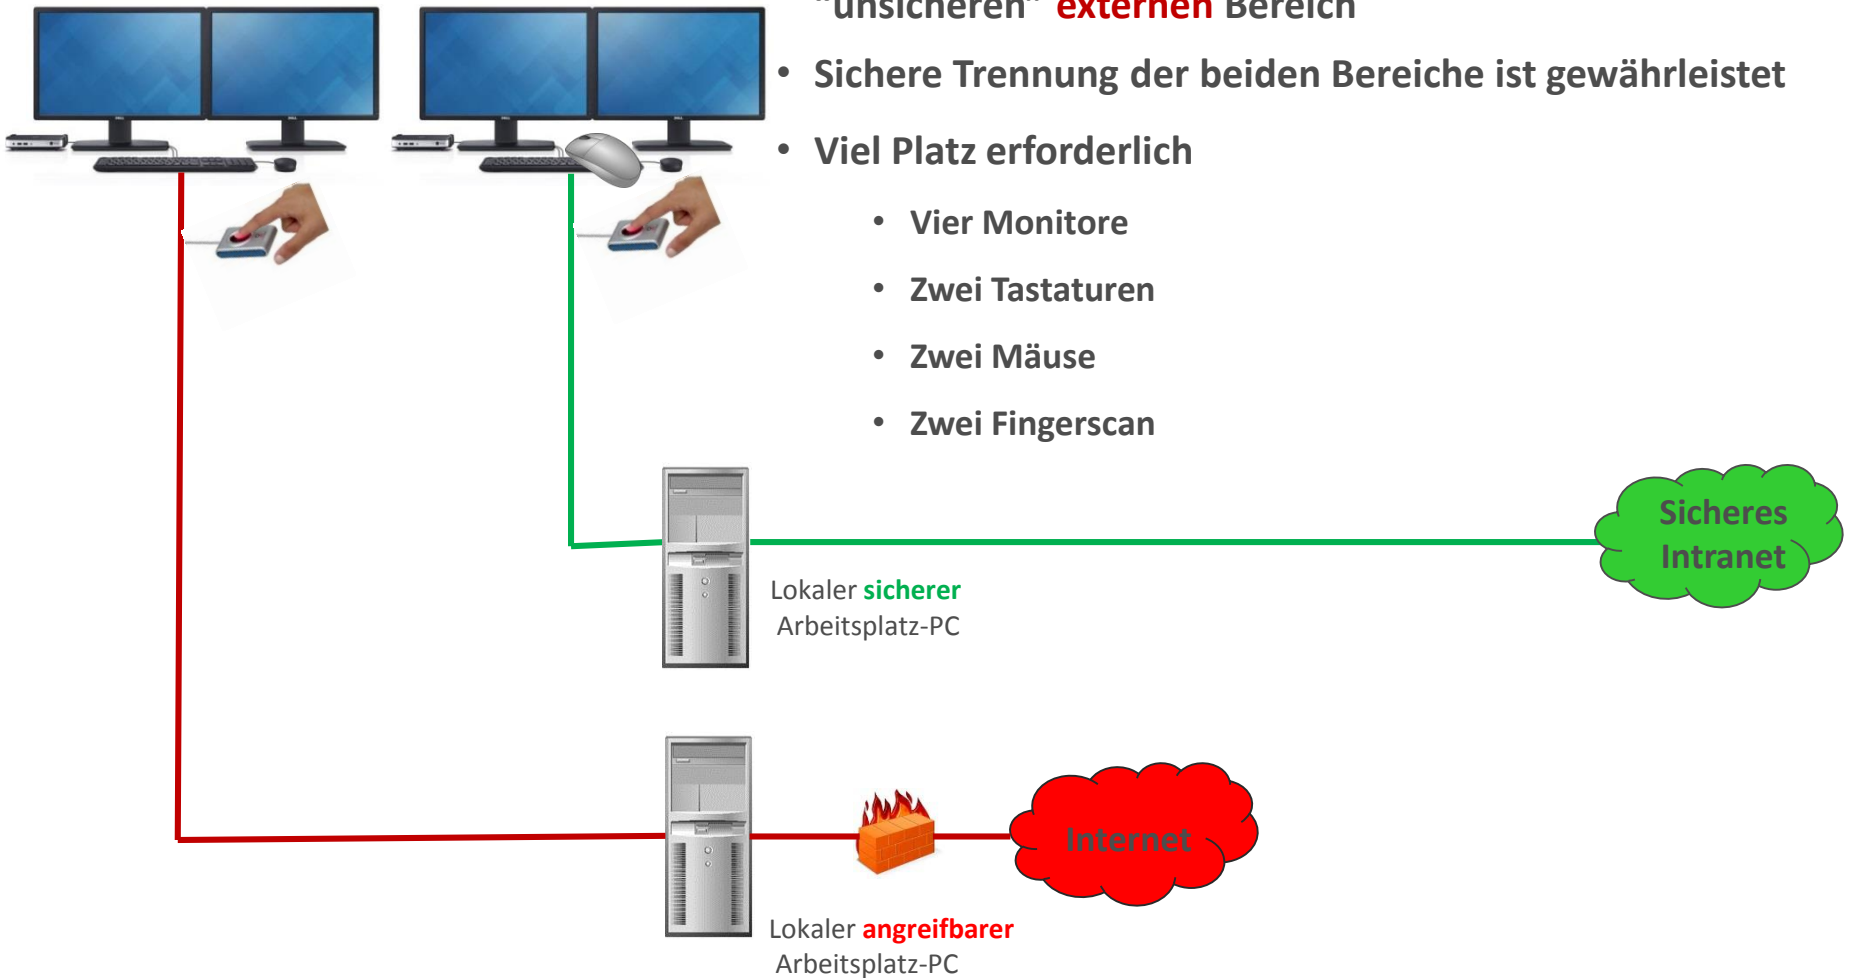 "unsicheren" externen Bereich
• Sichere Trennung der beiden Bereiche ist gewährleistet
• Viel Platz erforderlich
• Vier Monitore
• Zwei Tastaturen
• Zwei Mäuse
• Zwei Fingerscan
Sicheres
Intranet
Lokaler sicherer
Arbeitsplatz-PC
Internet
Lokaler angreifbarer
Arbeitsplatz-PC